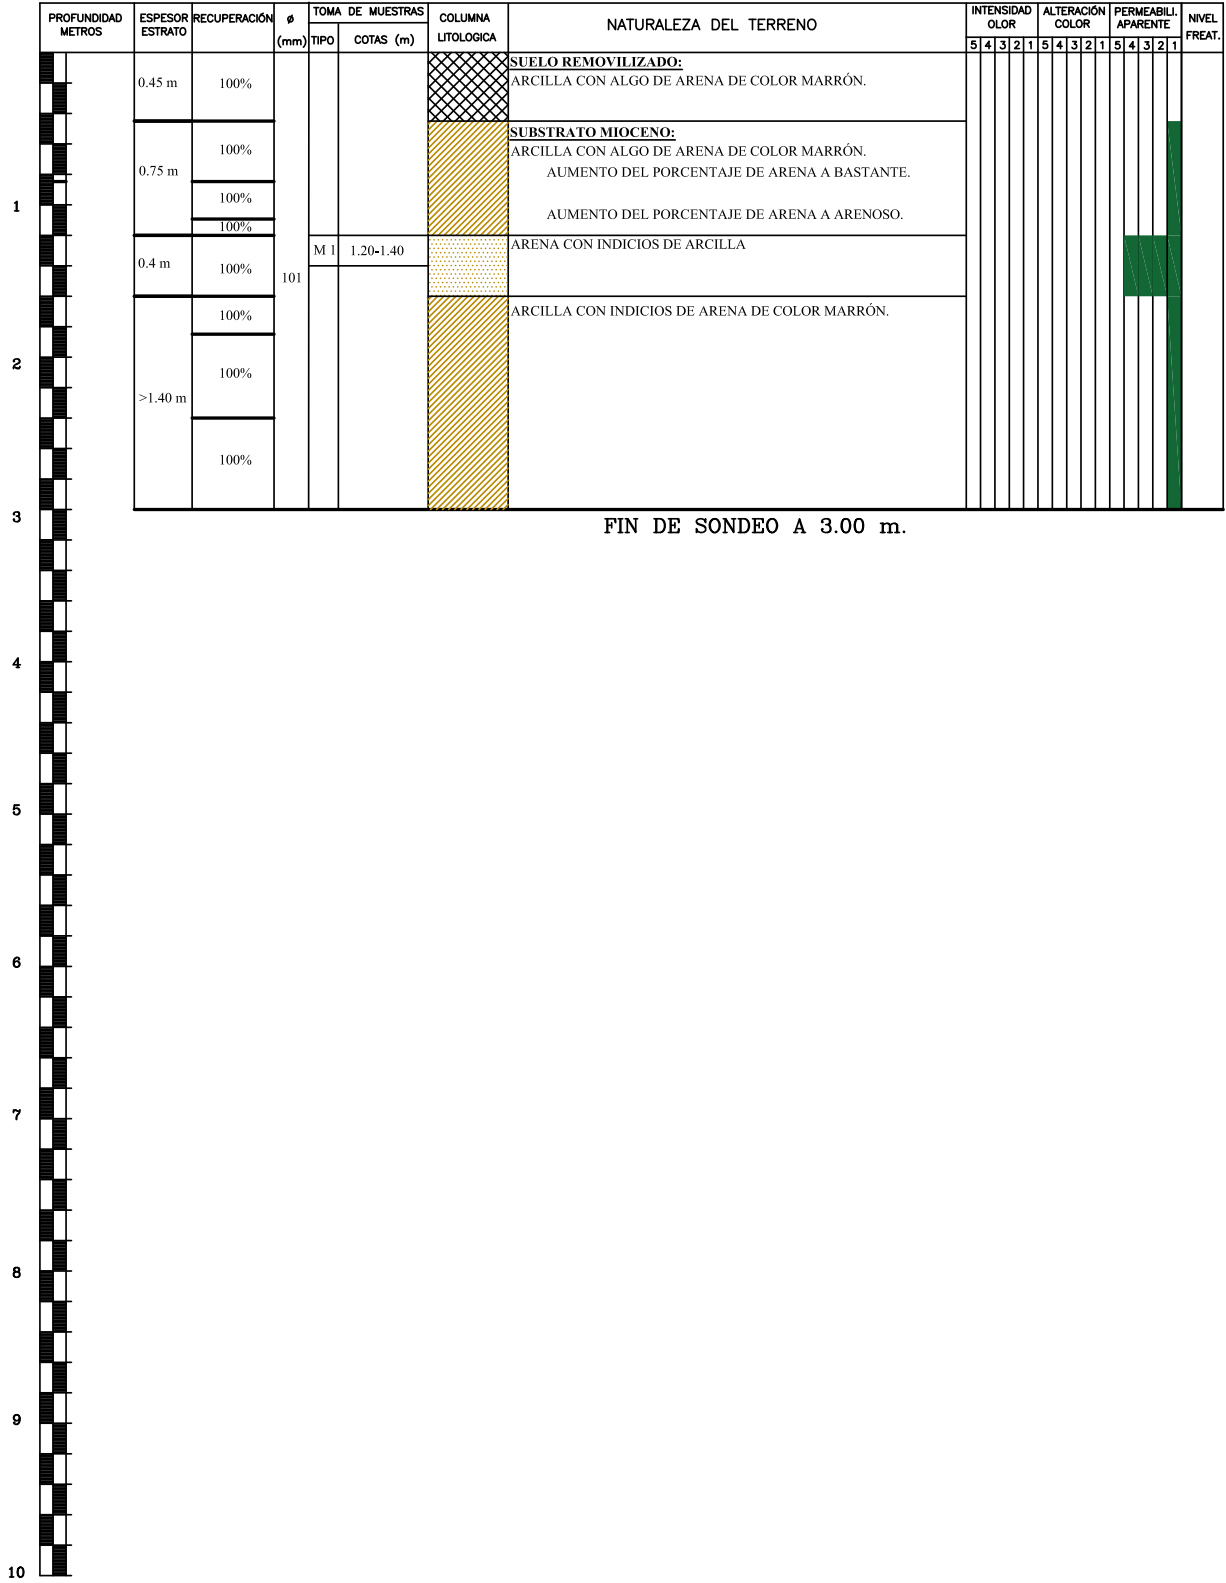 PROFUNDIDAD METROS
ESPESOR ESTRATO
RECUPERACIÓN
ø (mm)
TOMA DE MUESTRAS
TIPO
COTAS (m)
COLUMNA LITOLOGICA
NATURALEZA DEL TERRENO
INTENSIDAD OLOR
5 4 3 2 1
ALTERACIÓN COLOR
5 4 3 2 1
PERMEABILI. APARENTE
5 4 3 2 1
NIVEL FREAT.
SUELO REMOVILIZADO:
0.45 m 100% ARCILLA CON ALGO DE ARENA DE COLOR MARRÓN.
SUBSTRATO MIOCENO:
100% ARCILLA CON ALGO DE ARENA DE COLOR MARRÓN.
0.75 m AUMENTO DEL PORCENTAJE DE ARENA A BASTANTE.
100%
1
AUMENTO DEL PORCENTAJE DE ARENA A ARENOSO.
100%
M 1 1.20-1.40 ARENA CON INDICIOS DE ARCILLA
0.4 m 100%
101
100% ARCILLA CON INDICIOS DE ARENA DE COLOR MARRÓN.
2
100%
>1.40 m
100%
3
FIN DE SONDEO A 3.00 m.
4
5
6
7
8
9
10